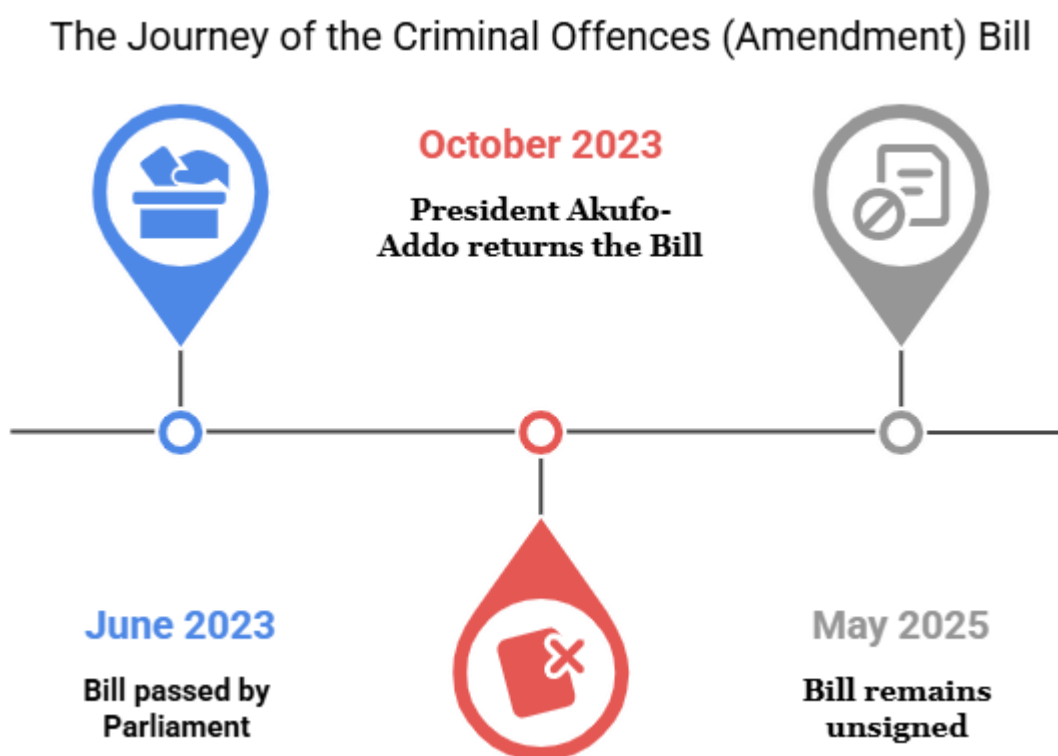 The Journey of the Criminal Offences (Amendment) Bill
October 2023
President Akufo-
Addo returns the Bill
June 2023
Bill passed by
Parliament
May 2025
Bill remains
unsigned